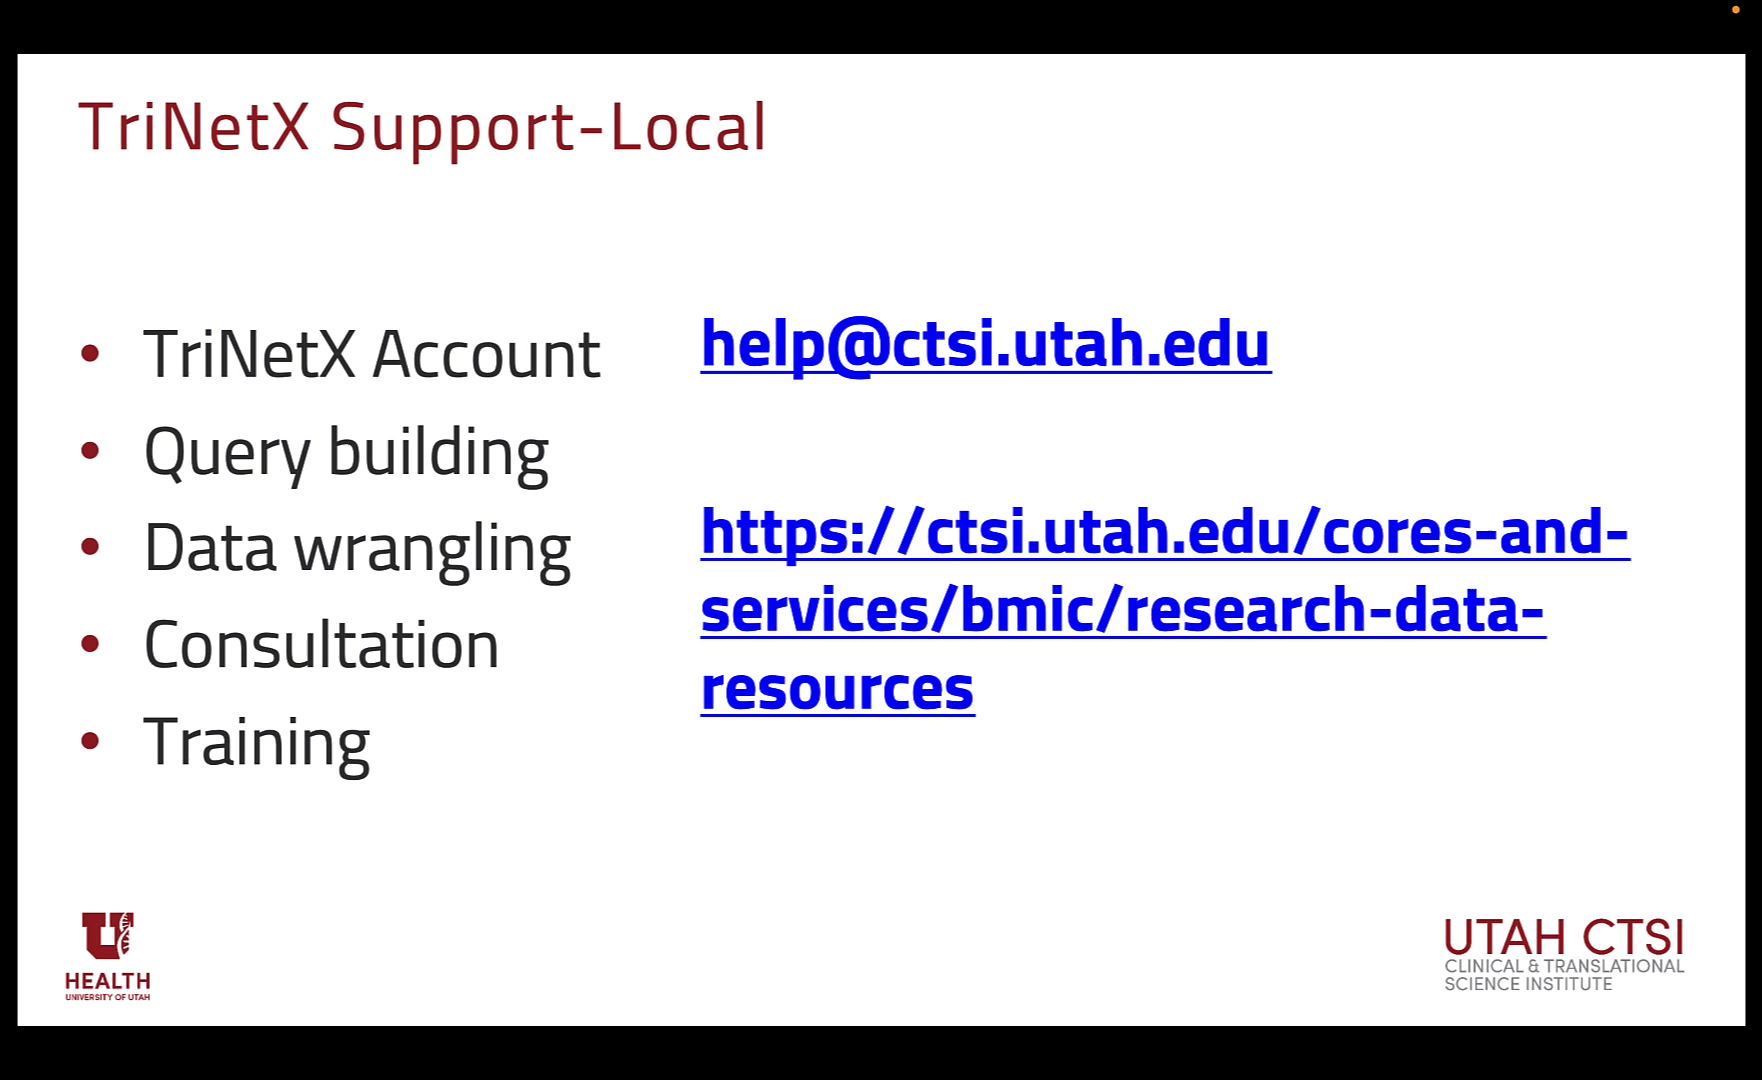 TriNetX Support-Local
• TriNetX Account
• Query building
• Data wrangling
• Consultation
• Training
help@ctsi.utah.edu
https://ctsi.utah.edu/cores-and-
services/bmic/research-data-
resources
U
HEALTH
UNIVERSITY OF UTAH
UTAH CTSI
CLINICAL & TRANSLATIONAL
SCIENCE INSTITUTE